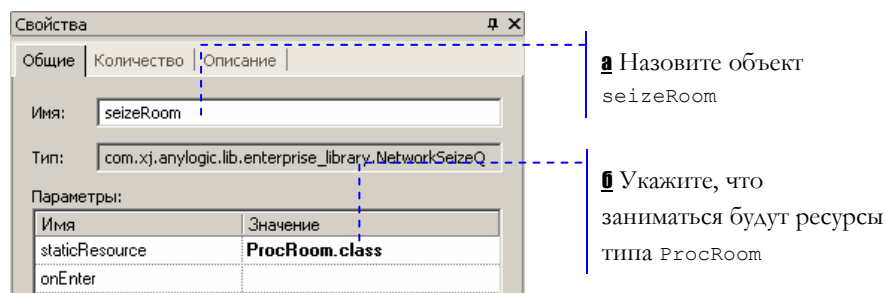 Свойства
Общие Количество Описание
а Назовите объект
seizeRoom
Имя: seizeRoom
Тип: com.xj.anylogic.lib.enterprise_library.NetworkSeizeQ
Параметры:
б Укажите, что
заниматься будут ресурсы
типа ProcRoom
Имя Значение
staticResource ProcRoom.class
onEnter